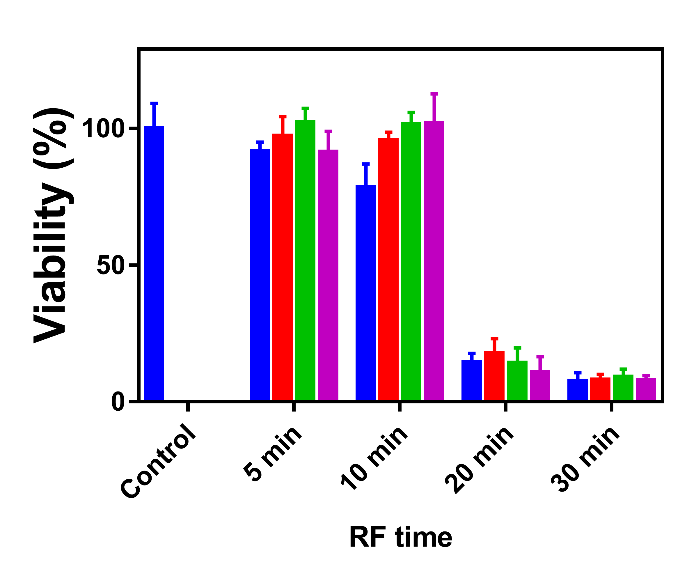 Viability (%)
100
50
0
Control
5 min
10 min
20 min
30 min
RF time